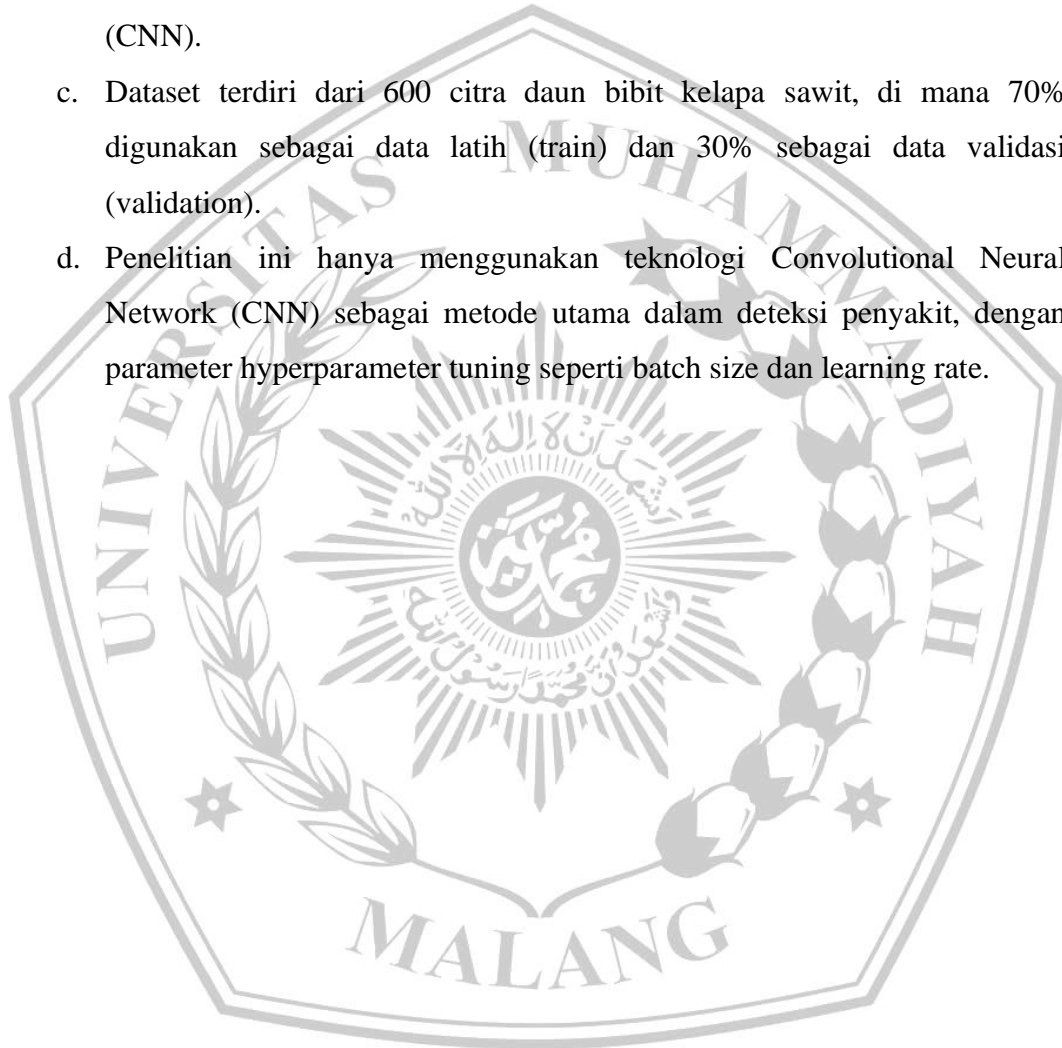 (CNN).
c. Dataset terdiri dari 600 citra daun bibit kelapa sawit, di mana 70%
digunakan sebagai data latih (train) dan 30% sebagai data validasi
(validation).
d. Penelitian ini hanya menggunakan teknologi Convolutional Neural
Network (CNN) sebagai metode utama dalam deteksi penyakit, dengan
parameter hyperparameter tuning seperti batch size dan learning rate.
UNIVERSITAS MUHAMMADIYAH
MALANG